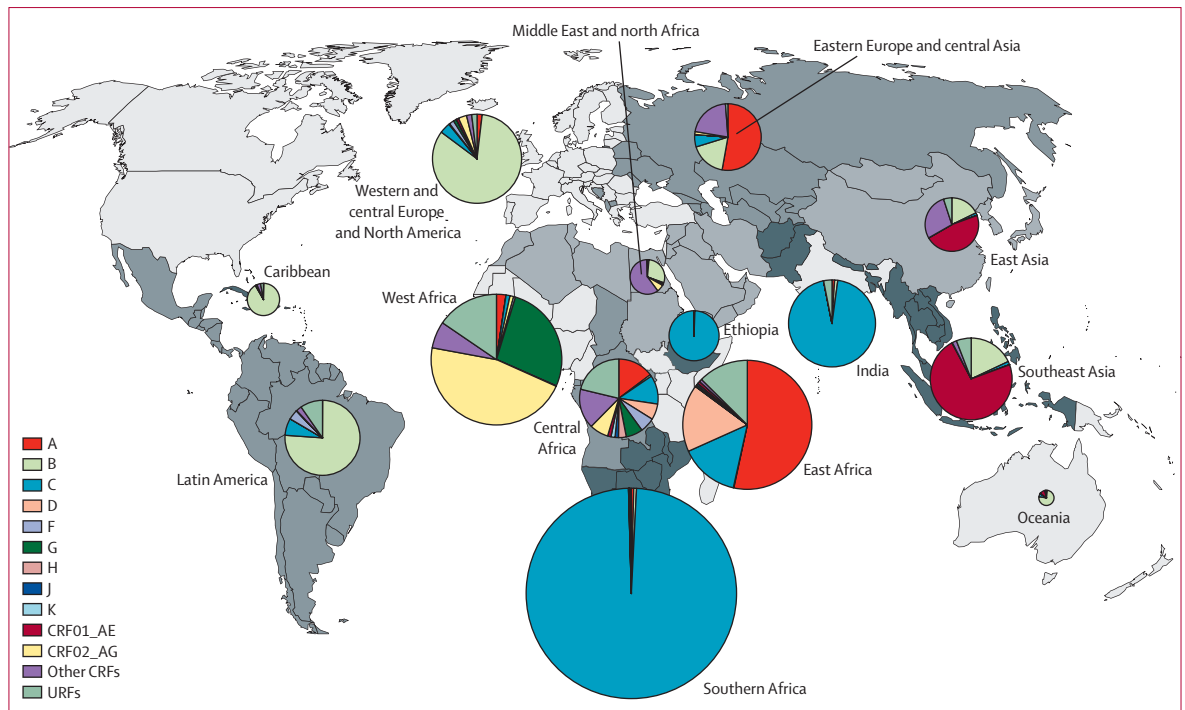 Middle East and north Africa
Eastern Europe and central Asia
Western and
central Europe
and North America
East Asia
Caribbean
West Africa
Ethiopia
India
Southeast Asia
Central
Africa
East Africa
Latin America
Oceania
Southern Africa
A
B
C
D
F
G
H
J
K
CRF01_AE
CRF02_AG
Other CRFs
URFs